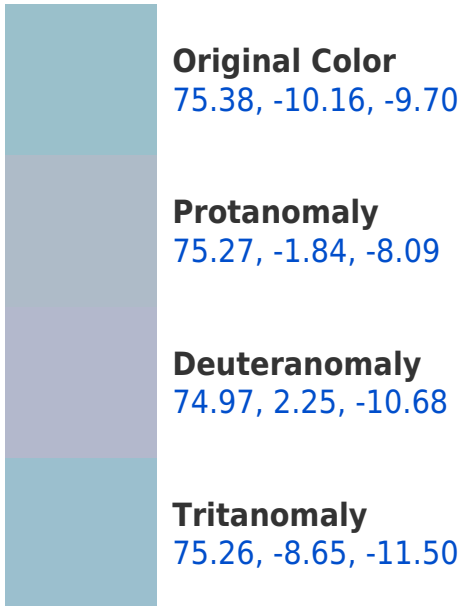 Original Color
75.38, -10.16, -9.70
Protanomaly
75.27, -1.84, -8.09
Deuteranomaly
74.97, 2.25, -10.68
Tritanomaly
75.26, -8.65, -11.50